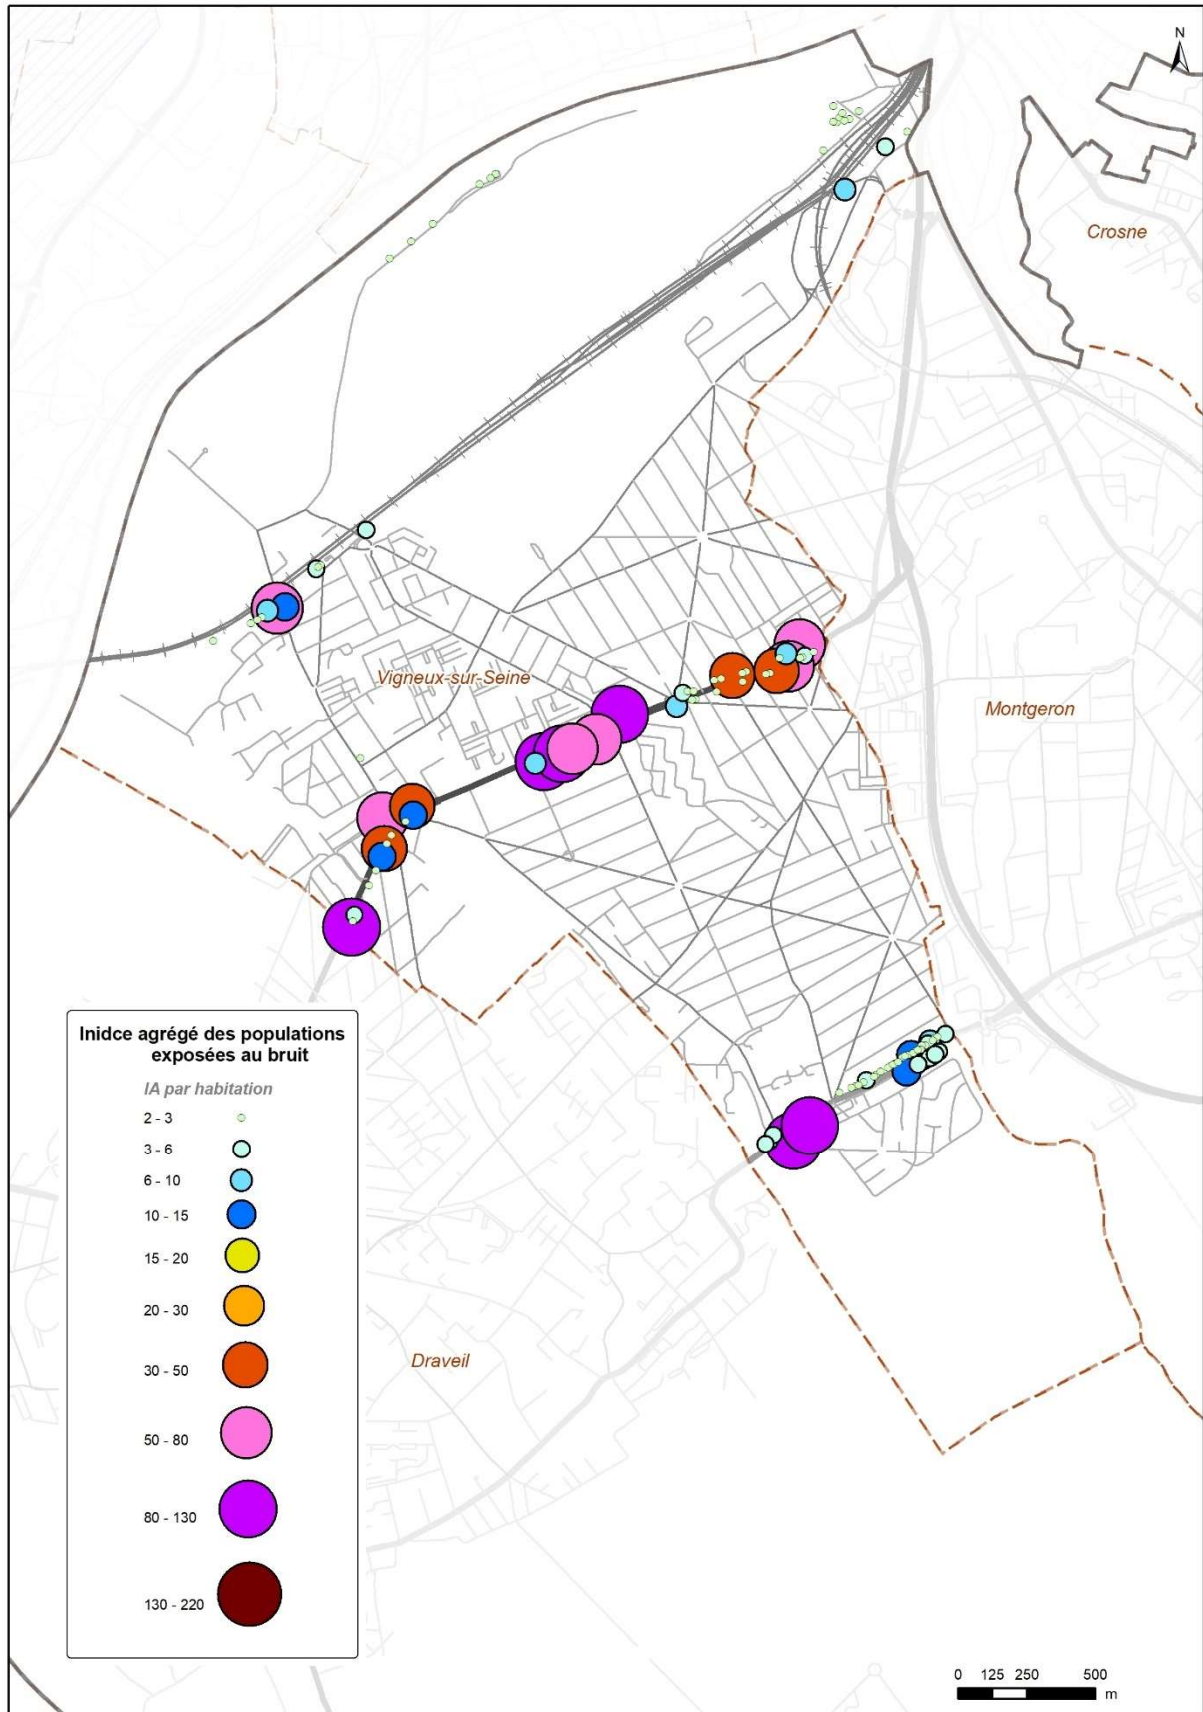 N
Crosne
Vigneux-sur-Seine
Montgeron
Inidce agrégé des populations
exposées au bruit
IA par habitation
2 - 3
3 - 6
6 - 10
10 - 15
15 - 20
20 - 30
30 - 50
50 - 80
80 - 130
130 - 220
Draveil
0 125 250 500
m